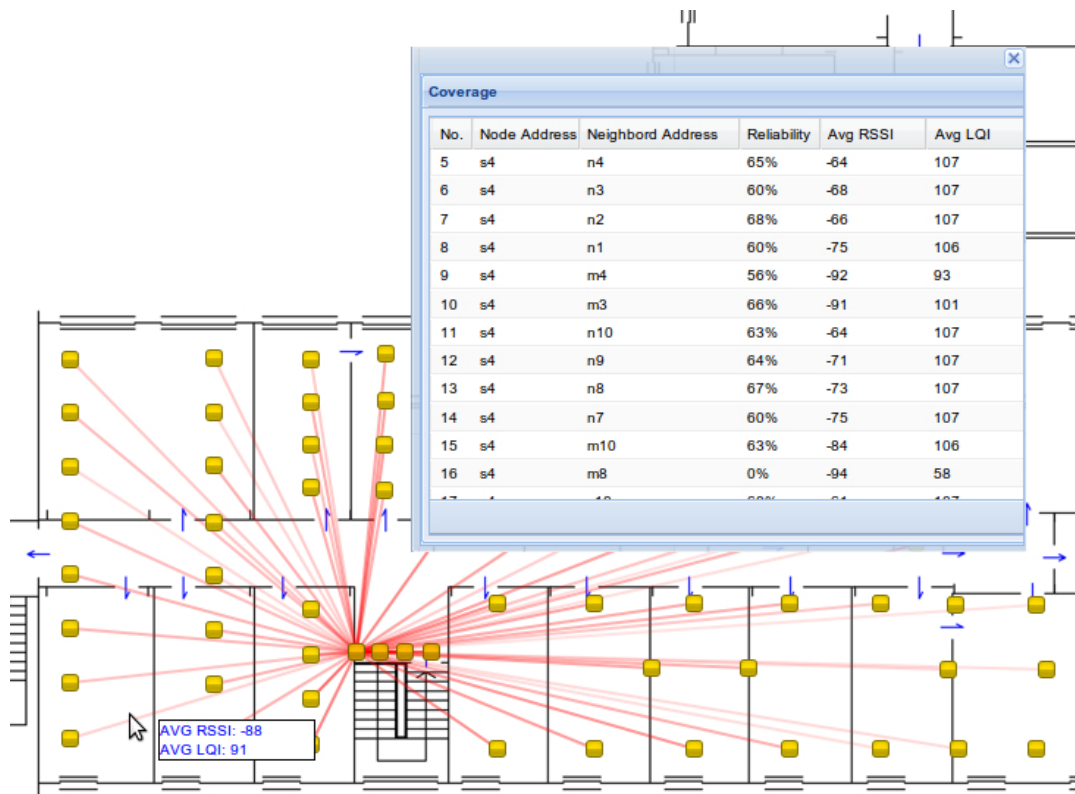 Coverage
No. Node Address Neighbord Address Reliability Avg RSSI Avg LQI
5 s4 n4 65% -64 107
6 s4 n3 60% -68 107
7 s4 n2 68% -66 107
8 s4 n1 60% -75 106
9 s4 m4 56% -92 93
10 s4 m3 66% -91 101
11 s4 n10 63% -64 107
12 s4 n9 64% -71 107
13 s4 n8 67% -73 107
14 s4 n7 60% -75 107
15 s4 m10 63% -84 106
16 s4 m8 0% -94 58
AVG RSSI: -88
AVG LQI: 91